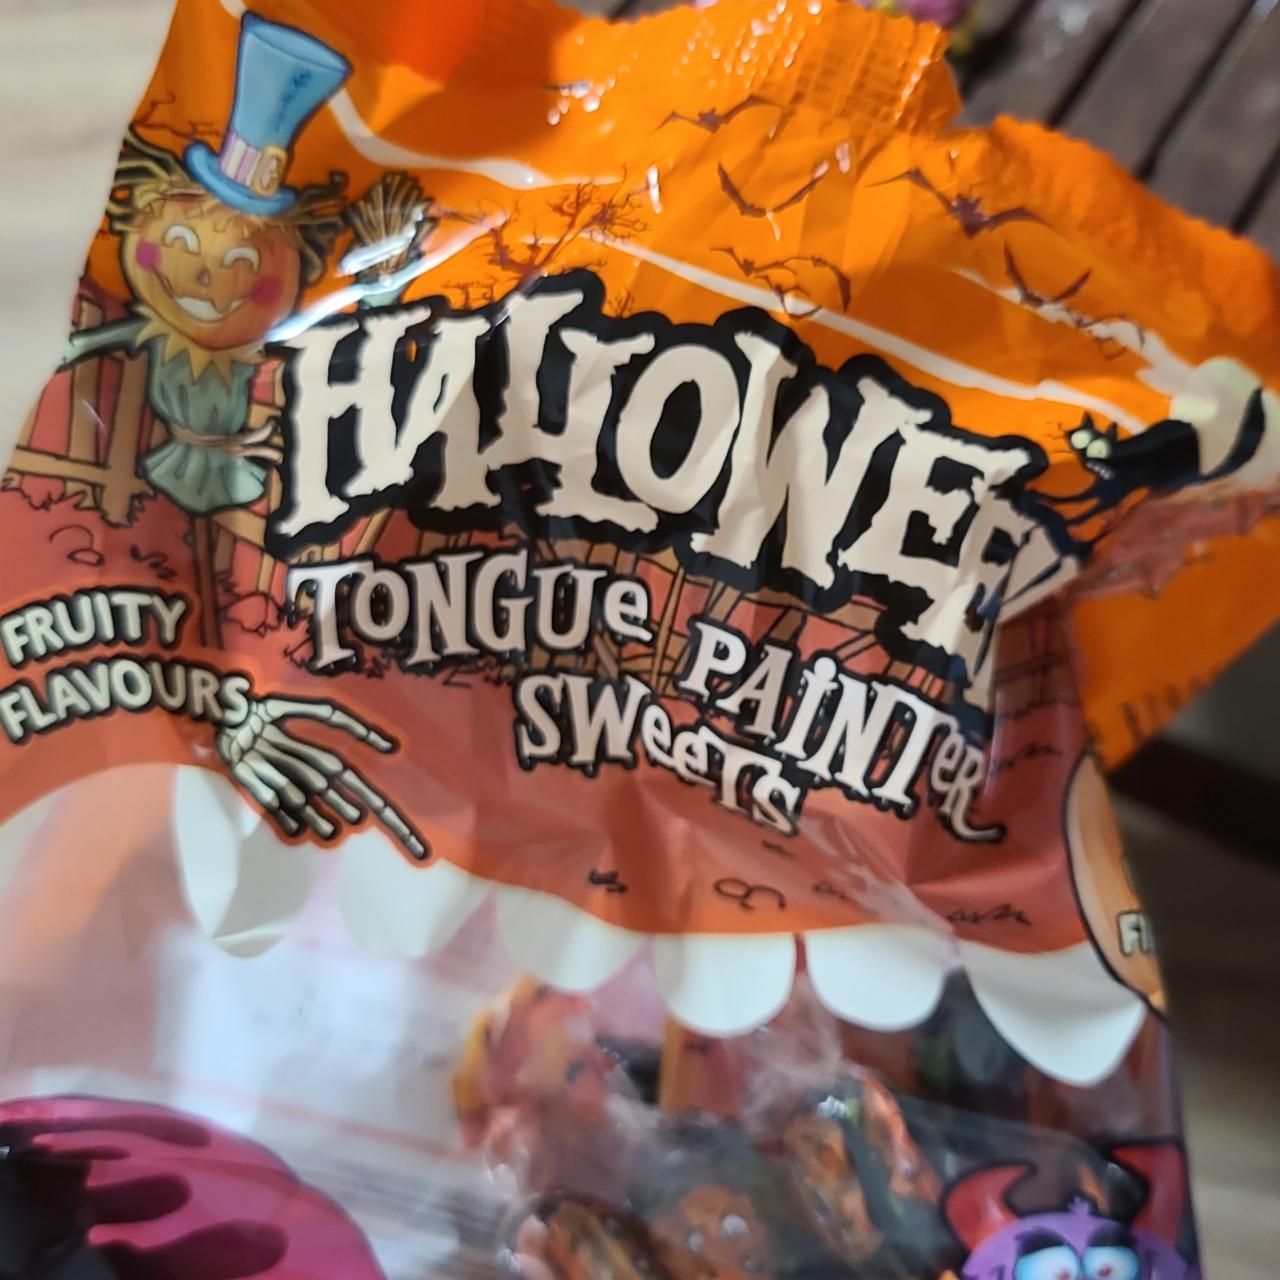 HALLOWEEN
TONGUe
PAiNTeR
SWeeTS
FRUITY
FLAVOURS